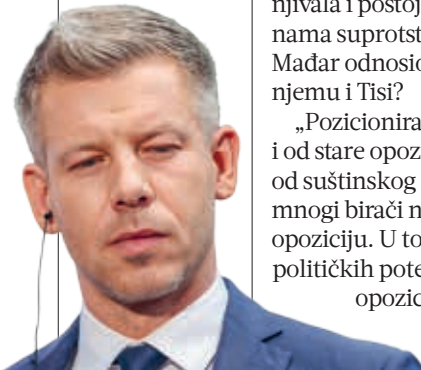 njivala i postoj
nama suprotst
Mađar odnosio
njemu i Tisi?
„Pozicionira
i od stare opoz
od suštinskog
mnogi birači n
opoziciju. U to
političkih pote
opozic